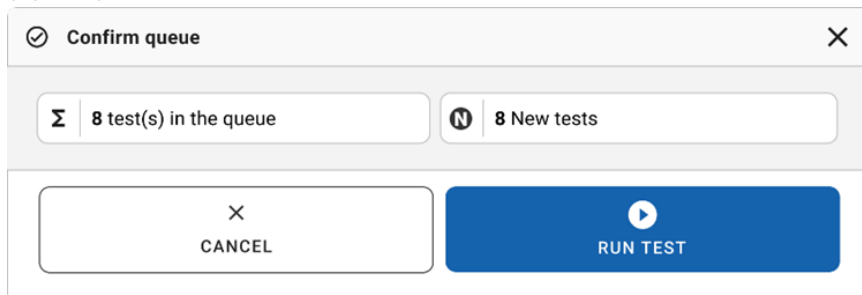 Confirm queue
Σ 8 test(s) in the queue
N 8 New tests
CANCEL
RUN TEST